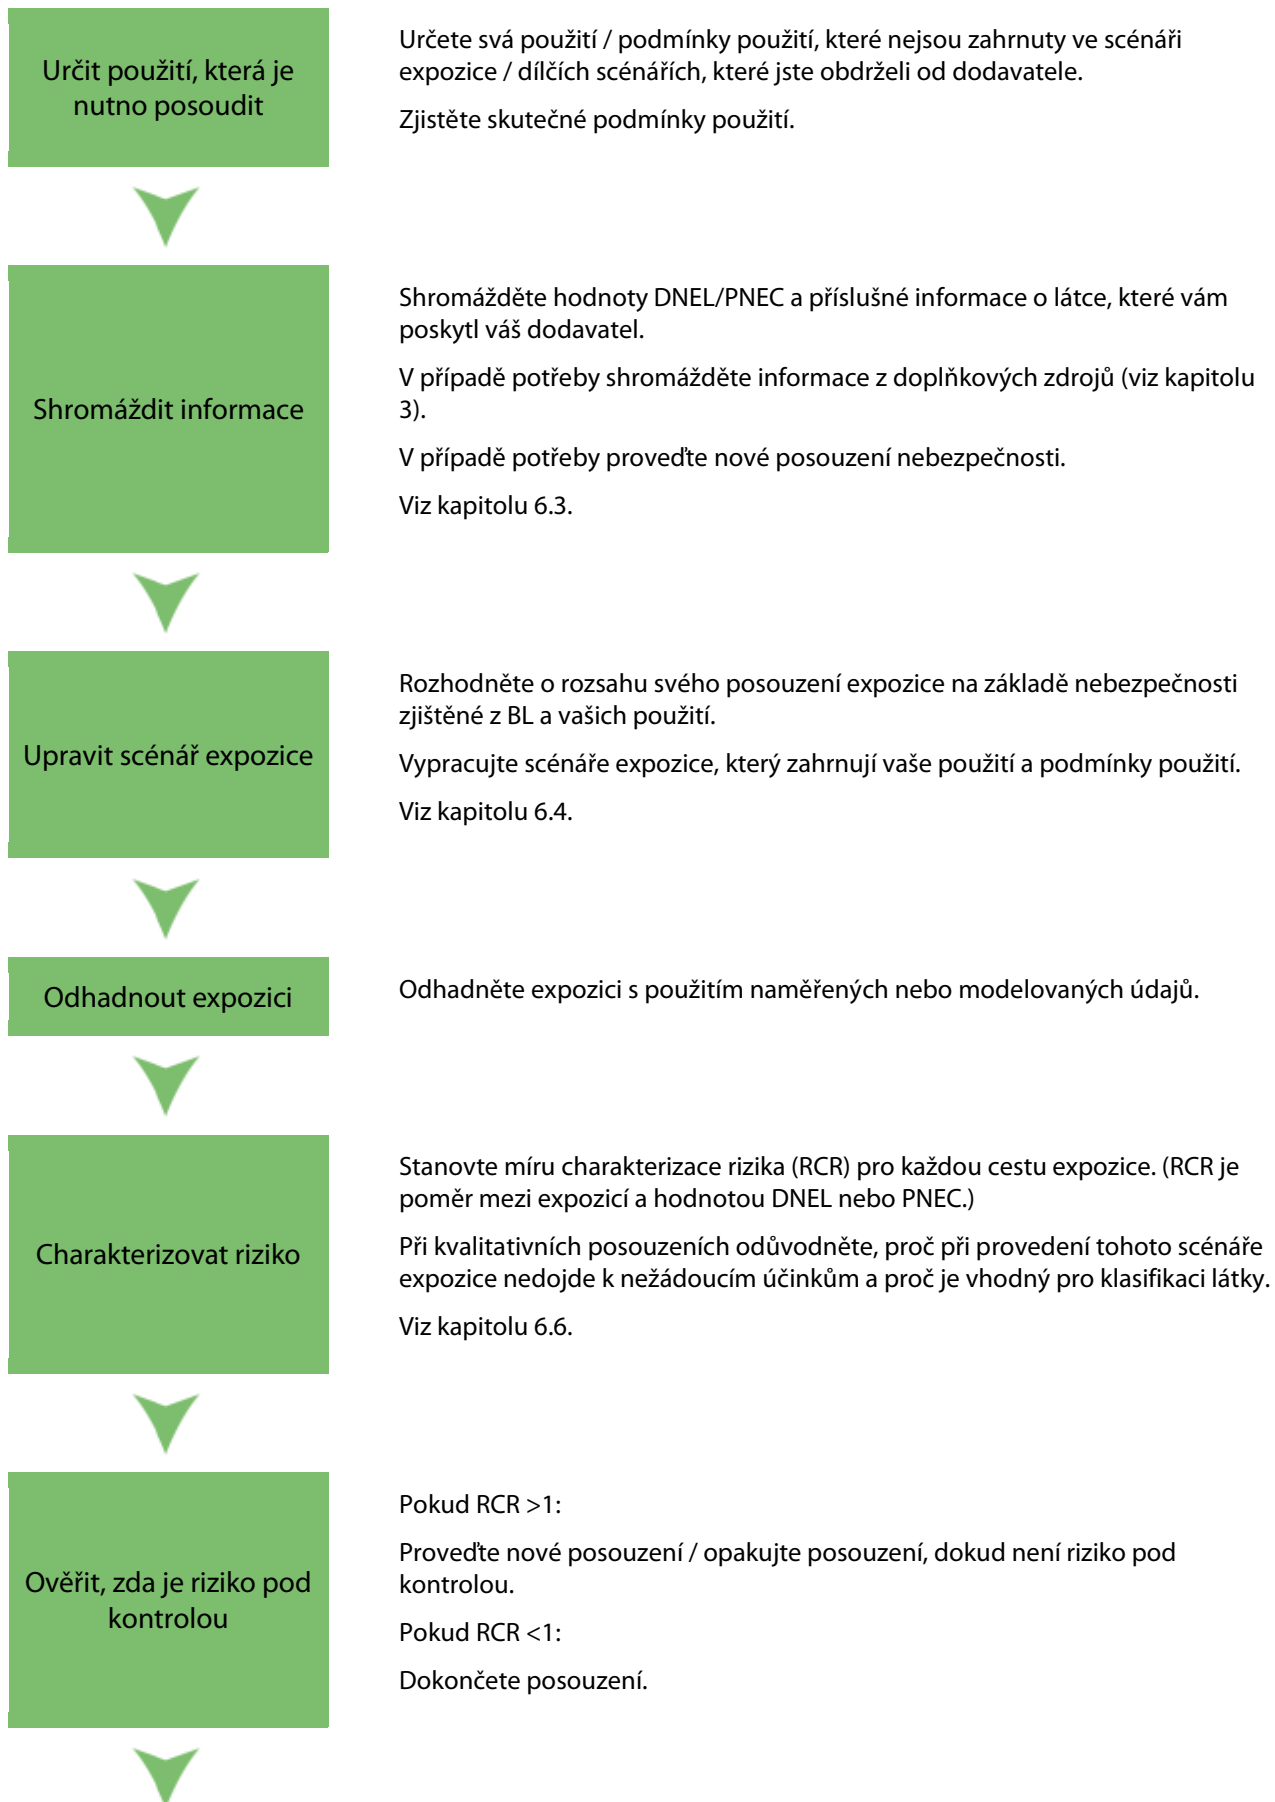 Určit použití, která je
nutno posoudit
Určete svá použití / podmínky použití, které nejsou zahrnuty ve scénáři
expozice / dílčích scénářích, které jste obdrželi od dodavatele.
Zjistěte skutečné podmínky použití.
Shromáždit informace
Shromážděte hodnoty DNEL/PNEC a příslušné informace o látce, které vám
poskytl váš dodavatel.
V případě potřeby shromážděte informace z doplňkových zdrojů (viz kapitolu
3).
V případě potřeby proveďte nové posouzení nebezpečnosti.
Viz kapitolu 6.3.
Upravit scénář expozice
Rozhodněte o rozsahu svého posouzení expozice na základě nebezpečnosti
zjištěné z BL a vašich použití.
Vypracujte scénáře expozice, který zahrnují vaše použití a podmínky použití.
Viz kapitolu 6.4.
Odhadnout expozici
Odhadněte expozici s použitím naměřených nebo modelovaných údajů.
Charakterizovat riziko
Stanovte míru charakterizace rizika (RCR) pro každou cestu expozice. (RCR je
poměr mezi expozicí a hodnotou DNEL nebo PNEC.)
Při kvalitativních posouzeních odůvodněte, proč při provedení tohoto scénáře
expozice nedojde k nežádoucím účinkům a proč je vhodný pro klasifikaci látky.
Viz kapitolu 6.6.
Ověřit, zda je riziko pod
kontrolou
Pokud RCR >1:
Proveďte nové posouzení / opakujte posouzení, dokud není riziko pod
kontrolou.
Pokud RCR <1:
Dokončete posouzení.